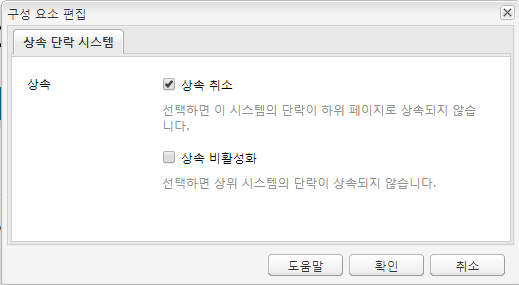 구성 요소 편집
상속 단락 시스템
상속
상속 취소
선택하면 이 시스템의 단락이 하위 페이지로 상속되지 않습
니다.
상속 비활성화
선택하면 상위 시스템의 단락이 상속되지 않습니다.
도움말 확인 취소